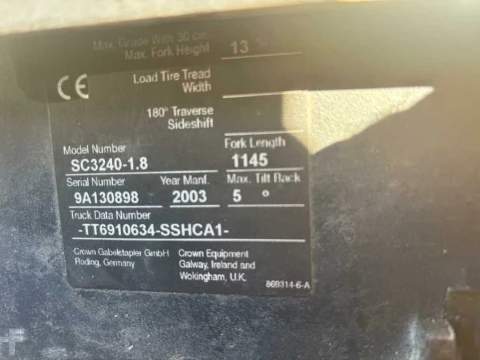 Max. Grade With 30 cm
Max. Fork Height 13
CE
Load Tire Tread
Width
180° Traverse
Sideshift
Model Number Fork Length
SC3240-1.8 1145
Serial Number Year Manf. Max. Tilt Back
9A130898 2003 5 °
Truck Data Number
-TT6910634-SSHCA1-
Crown Gabelstapler GmbH Crown Equipment
Roding, Germany Galway, Ireland and
Wokingham, U.K.
869314-6-A